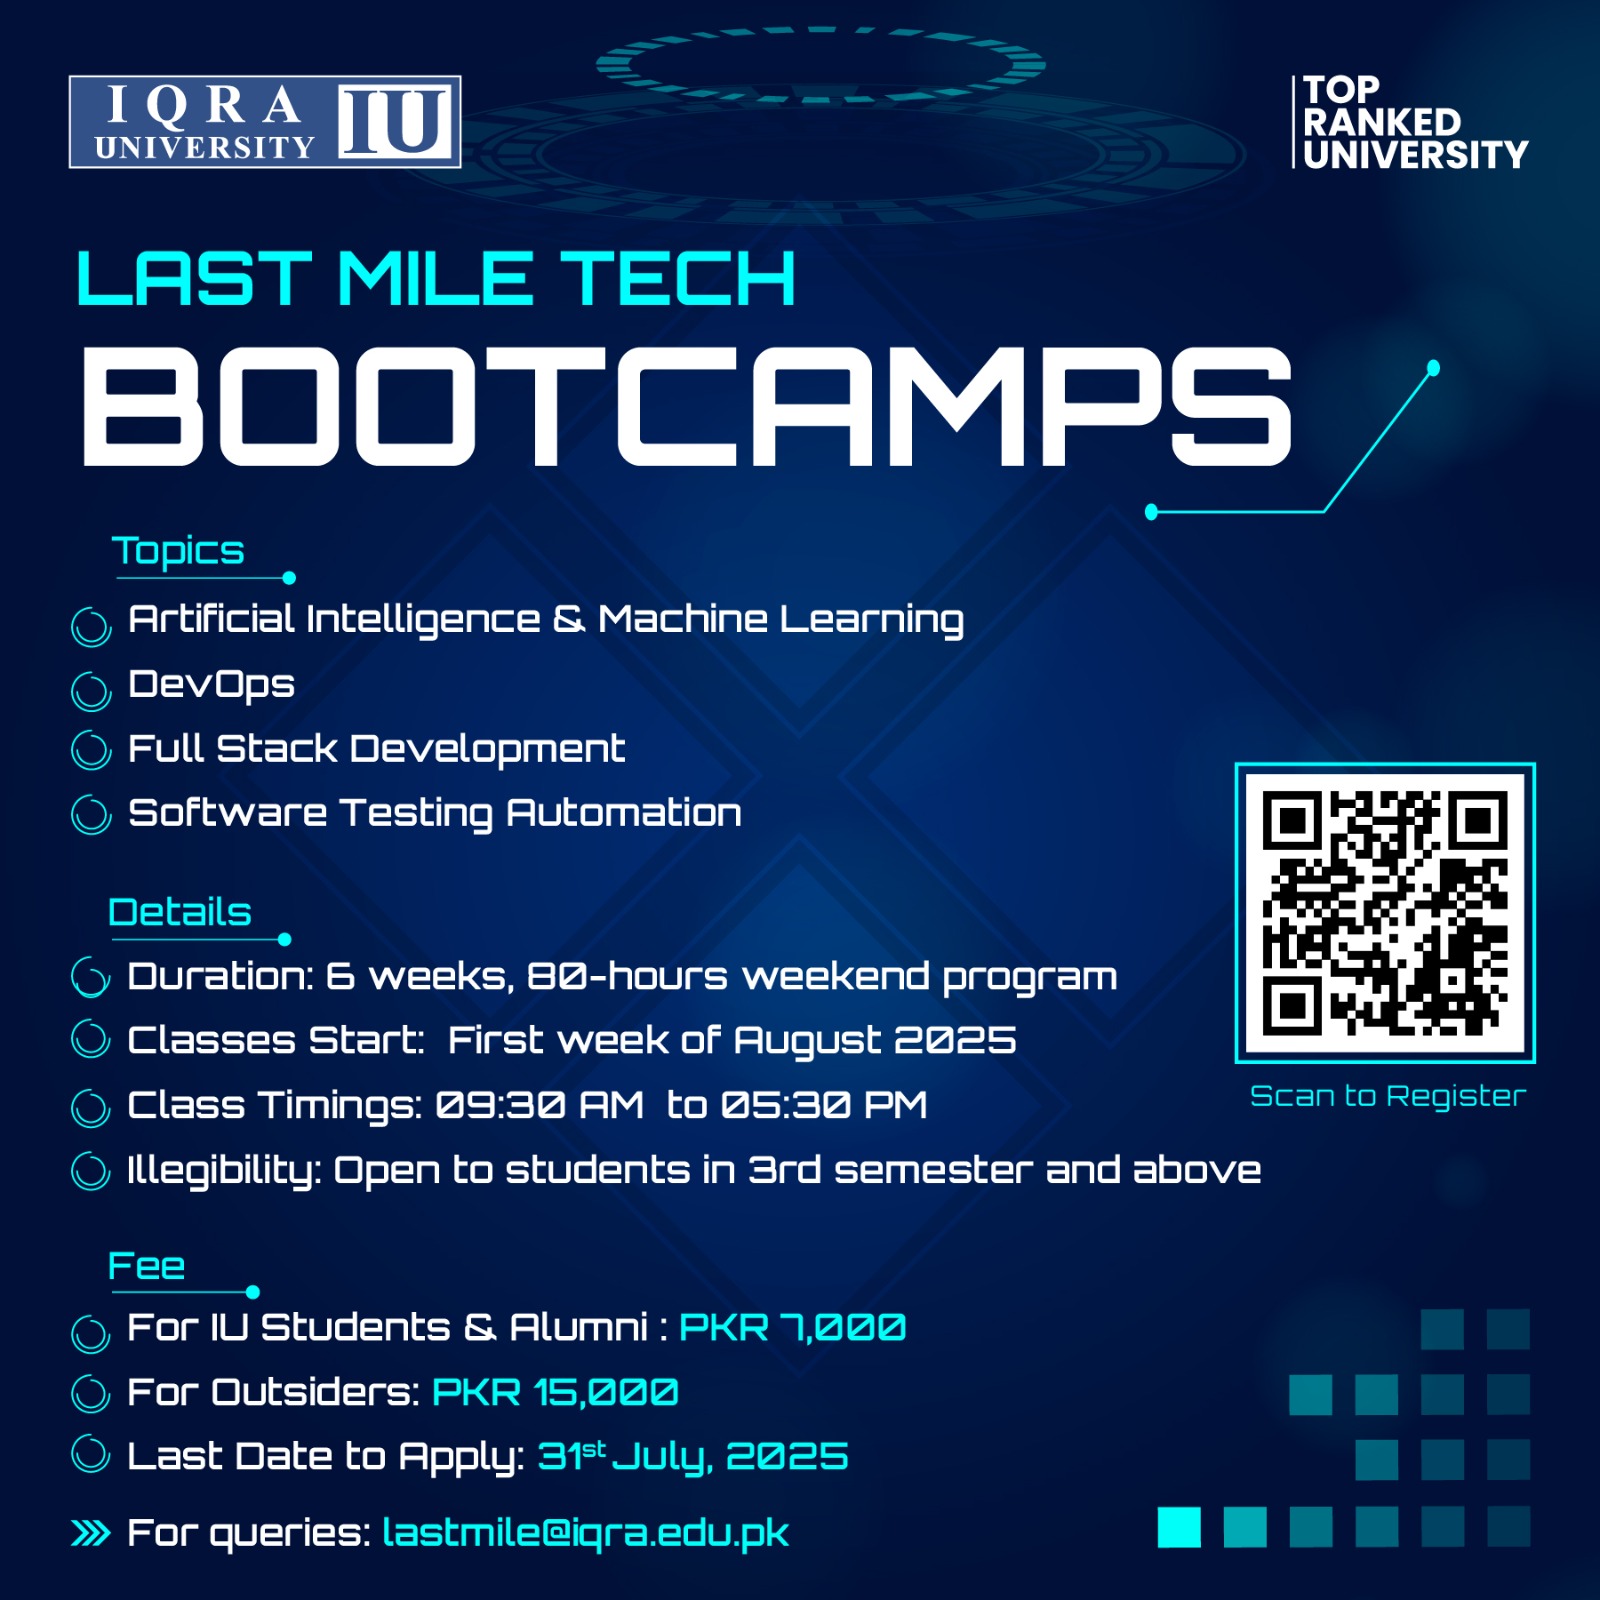 IQRA
UNIVERSITY
IU
TOP
RANKED
UNIVERSITY
LAST MILE TECH
BOOTCAMPS
Topics
Artificial Intelligence & Machine Learning
DevOps
Full Stack Development
Software Testing Automation
Details
Duration: 6 weeks, 80-hours weekend program
Classes Start: First week of August 2025
Class Timings: 09:30 AM to 05:30 PM
Illegibility: Open to students in 3rd semester and above
Scan to Register
Fee
For IU Students & Alumni : PKR 7,000
For Outsiders: PKR 15,000
Last Date to Apply: 31st July, 2025
For queries: lastmile@iqra.edu.pk